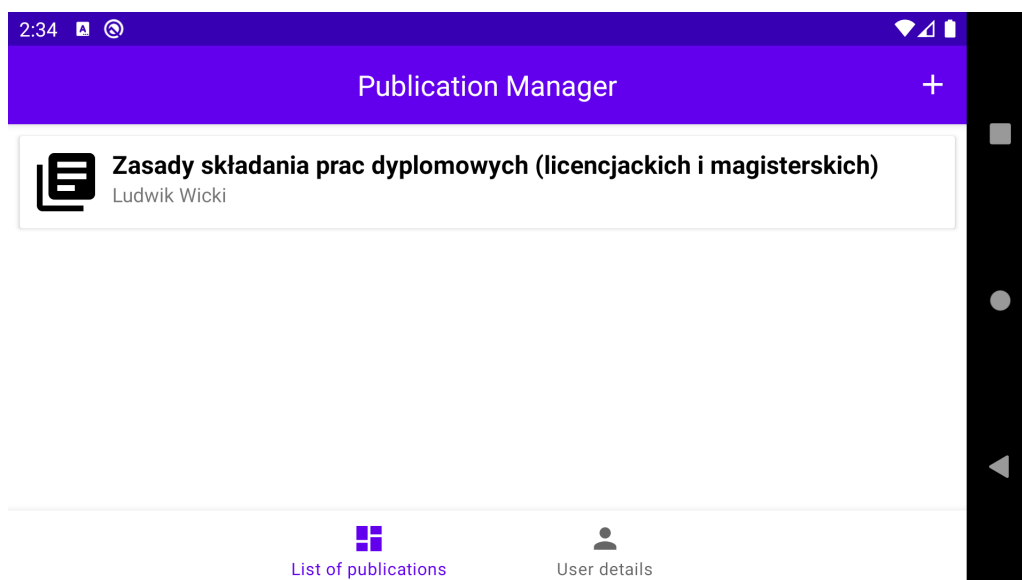 2:34
Publication Manager
Zasady składania prac dyplomowych (licencjackich i magisterskich)
Ludwik Wicki
List of publications
User details